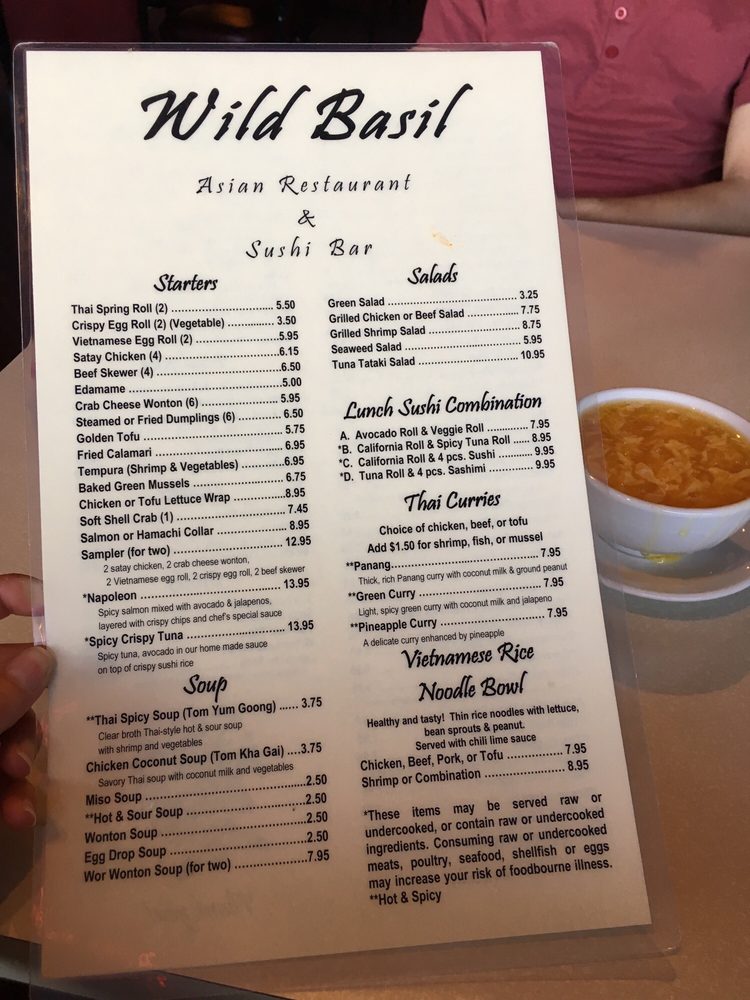 Wild Basil
Asian Restaurant
&
Sushi Bar
Starters
Thai Spring Roll (2) ................................ 5.50
Crispy Egg Roll (2) (Vegetable) .............. 3.50
Vietnamese Egg Roll (2) .........................5.95
Satay Chicken (4) ................................... 6.15
Beef Skewer (4) .......................................6.50
Edamame ................................................5.00
Crab Cheese Wonton (6) ........................ 5.95
Steamed or Fried Dumplings (6) ............. 6.50
Golden Tofu ........................................... 5.75
Fried Calamari ........................................ 6.95
Tempura (Shrimp & Vegetables) .............6.95
Baked Green Mussels ............................ 6.75
Chicken or Tofu Lettuce Wrap ................8.95
Soft Shell Crab (1) .................................. 7.45
Salmon or Hamachi Collar ..................... 8.95
Sampler (for two) ................................... 12.95
2 satay chicken, 2 crab cheese wonton,
2 Vietnamese egg roll, 2 crispy egg roll, 2 beef skewer
*Napoleon ........................................... 13.95
Spicy salmon mixed with avocado & jalapenos,
layered with crispy chips and chef's special sauce
*Spicy Crispy Tuna ................................ 13.95
Spicy tuna, avocado in our home made sauce
on top of crispy sushi rice
Soup
**Thai Spicy Soup (Tom Yum Goong) ...... 3.75
Clear broth Thai-style hot & sour soup
with shrimp and vegetables
Chicken Coconut Soup (Tom Kha Gai) ....3.75
Savory Thai soup with coconut milk and vegetables
Miso Soup ................................................2.50
**Hot & Sour Soup ...................................2.50
Wonton Soup ...........................................2.50
Egg Drop Soup .........................................2.50
Wor Wonton Soup (for two) ......................7.95
Salads
Green Salad ........................................ 3.25
Grilled Chicken or Beef Salad ............... 7.75
Grilled Shrimp Salad ........................... 8.75
Seaweed Salad ................................... 5.95
Tuna Tataki Salad ............................... 10.95
Lunch Sushi Combination
A. Avocado Roll & Veggie Roll .............. 7.95
*B. California Roll & Spicy Tuna Roll ..... 8.95
*C. California Roll & 4 pcs. Sushi .......... 9.95
*D. Tuna Roll & 4 pcs. Sashimi .............. 9.95
Thai Curries
Choice of chicken, beef, or tofu
Add $1.50 for shrimp, fish, or mussel
**Panang............................................. 7.95
Thick, rich Panang curry with coconut milk & ground peanut
**Green Curry ...................................... 7.95
Light, spicy green curry with coconut milk and jalapeno
**Pineapple Curry ................................ 7.95
A delicate curry enhanced by pineapple
Vietnamese Rice
Noodle Bowl
Healthy and tasty! Thin rice noodles with lettuce,
bean sprouts & peanut.
Served with chili lime sauce
Chicken, Beef, Pork, or Tofu ................. 7.95
Shrimp or Combination ........................ 8.95
*These items may be served raw or
undercooked, or contain raw or undercooked
ingredients. Consuming raw or undercooked
meats, poultry, seafood, shellfish or eggs
may increase your risk of foodbourne illness.
**Hot & Spicy